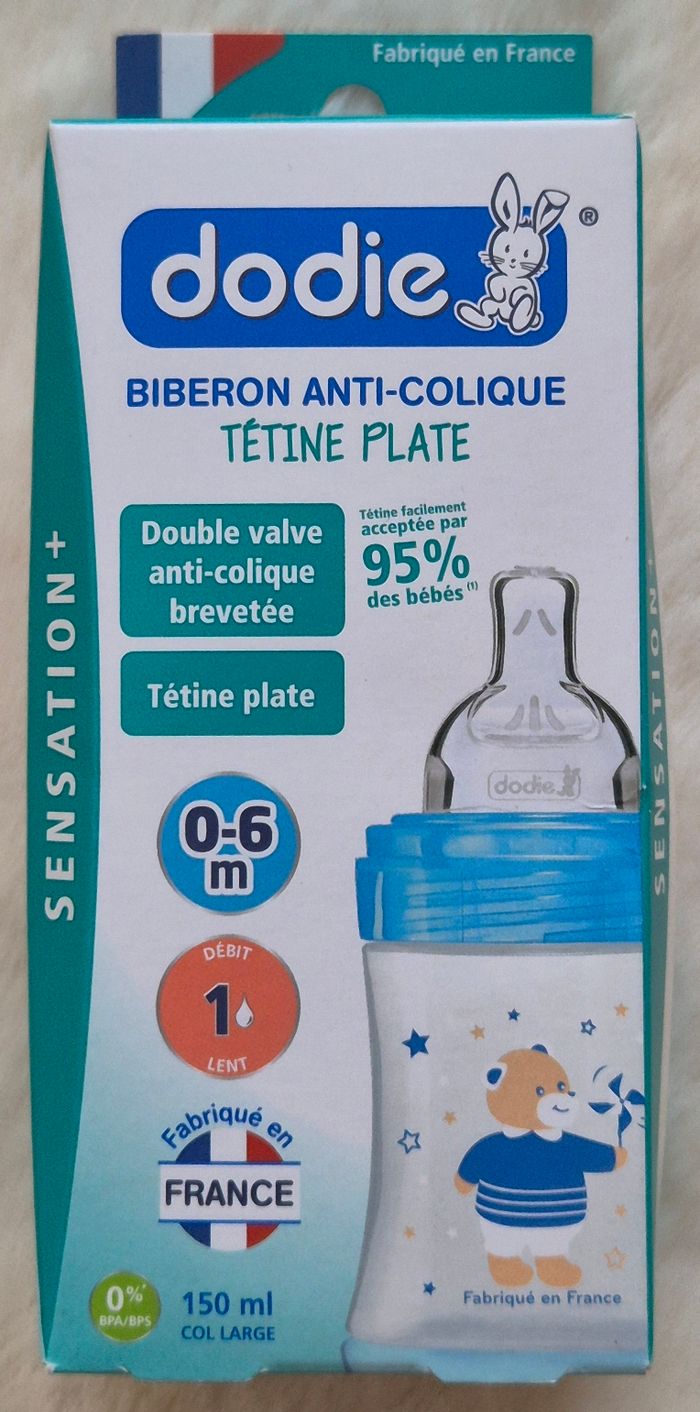 Fabriqué en France
dodie®
BIBERON ANTI-COLIQUE
TÉTINE PLATE
Double valve
anti-colique
brevetée
Tétine facilement
acceptée par
95%
des bébés (1)
Tétine plate
SENSATION+
dodie
SENSATION+
0-6
m
DÉBIT
1
LENT
Fabriqué en
FRANCE
Fabriqué en France
0%*
BPA/BPS
150 ml
COL LARGE